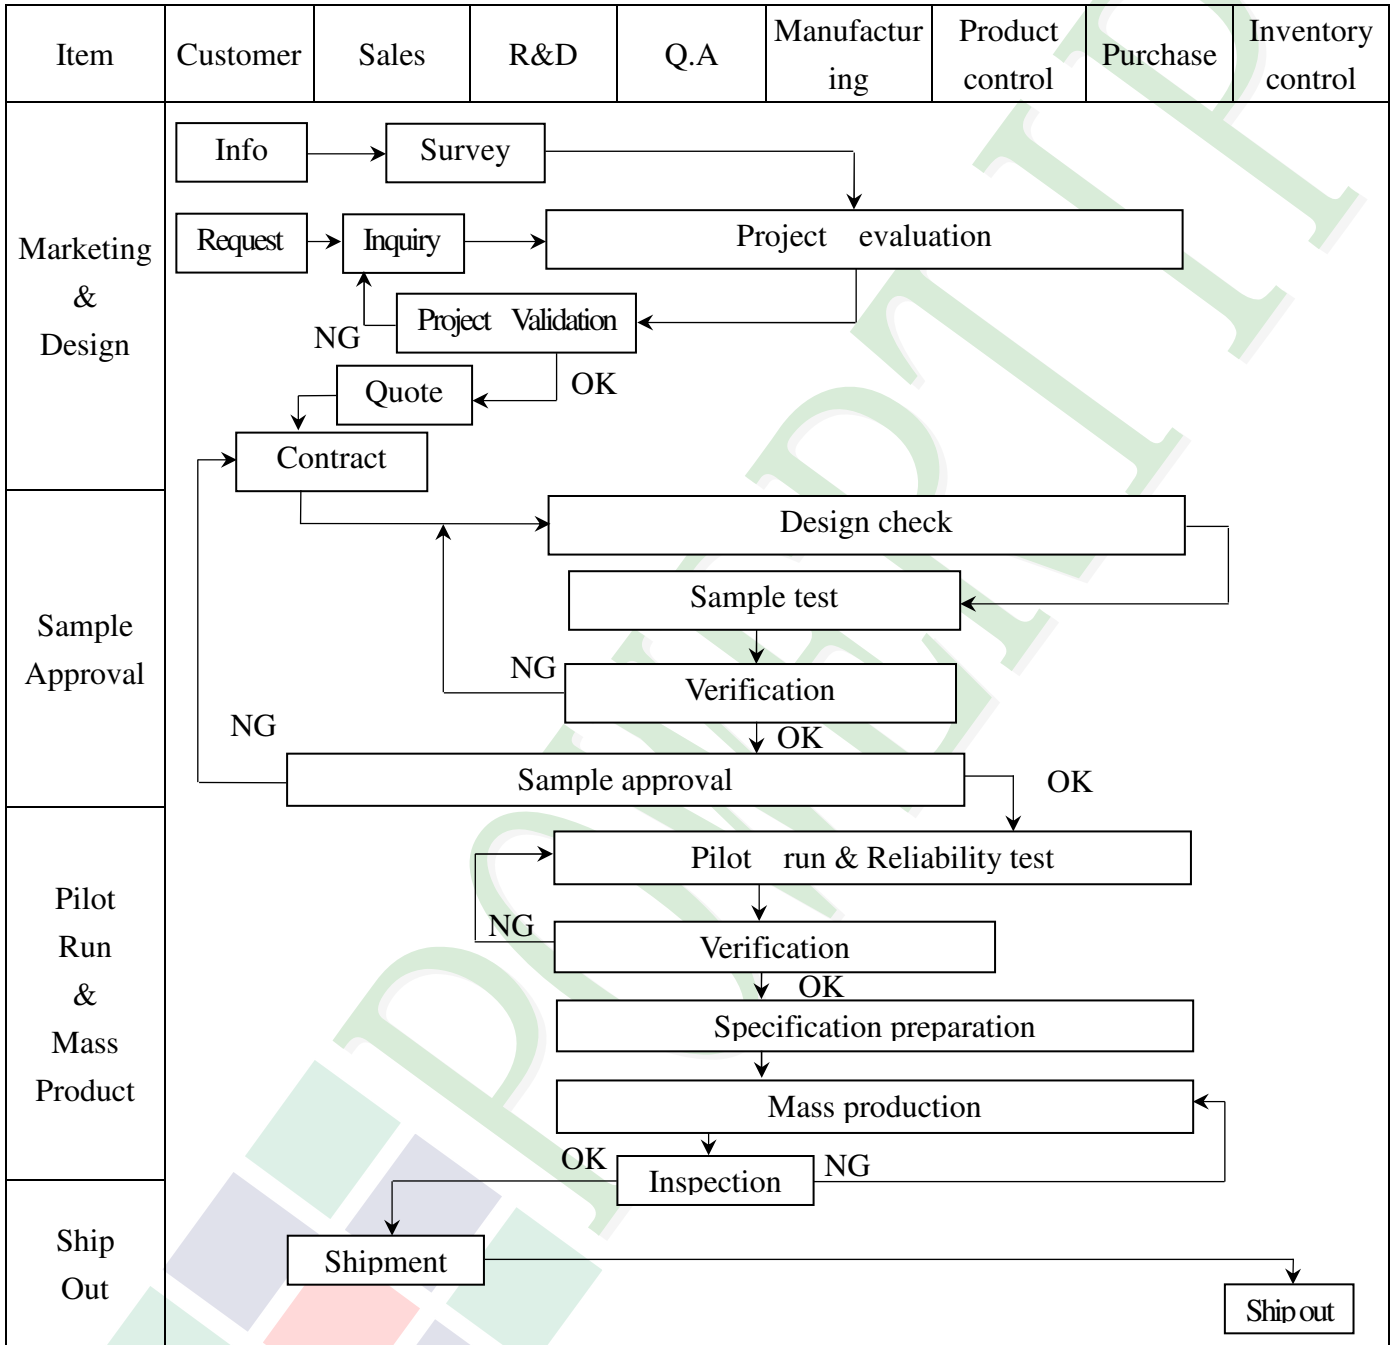 Item
Customer
Sales
R&D
Q.A
Manufactur
ing
Product
control
Purchase
Inventory
control
Marketing
&
Design
Info
Survey
Request
Inquiry
Project evaluation
Project Validation
NG
OK
Quote
Contract
Sample
Approval
Design check
Sample test
NG
Verification
NG
OK
Sample approval
OK
Pilot
Run
&
Mass
Product
Pilot run & Reliability test
NG
Verification
OK
Specification preparation
Mass production
OK
Inspection
NG
Ship
Out
Shipment
Ship out
POWERTIP